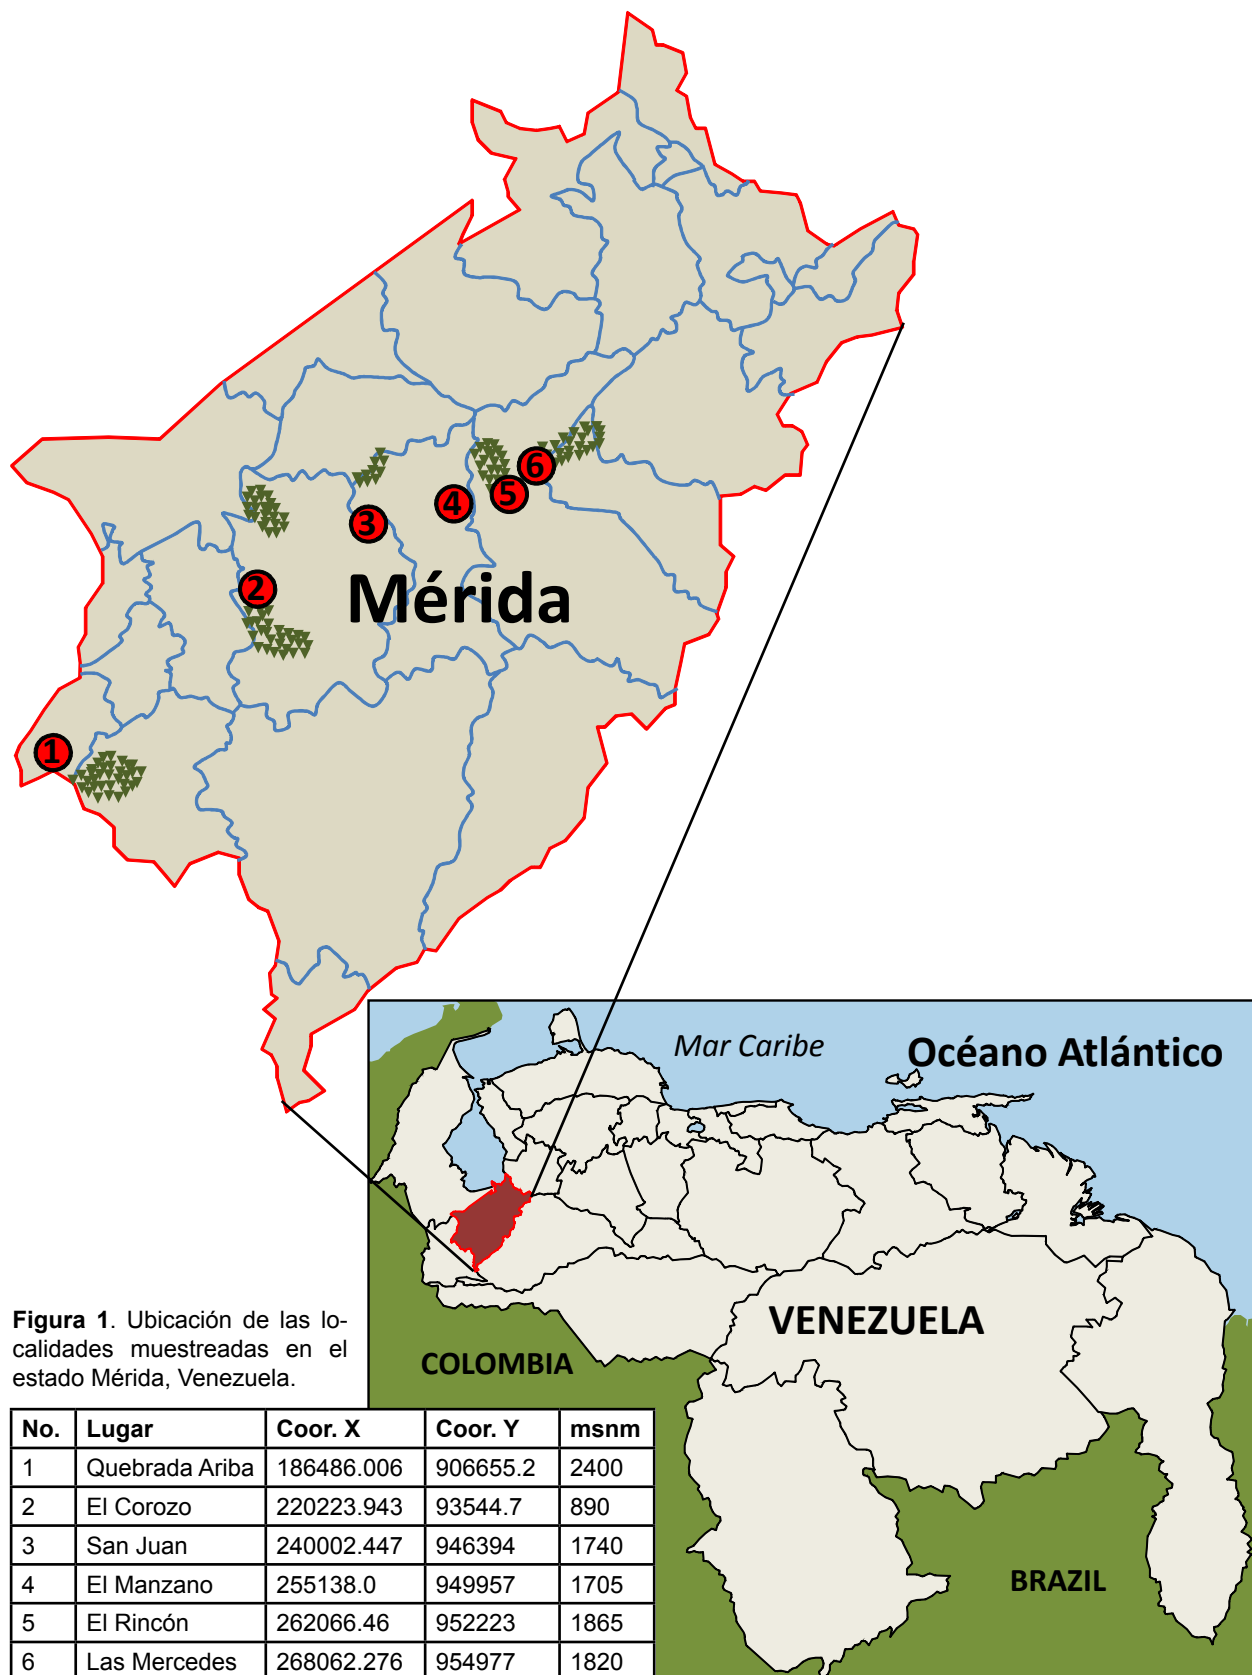 6
5
4
3
2
Mérida
1
Mar Caribe
Océano Atlántico
VENEZUELA
COLOMBIA
BRAZIL
Figura 1. Ubicación de las lo-
calidades muestreadas en el
estado Mérida, Venezuela.
No. Lugar Coor. X Coor. Y msnm
1 Quebrada Ariba 186486.006 906655.2 2400
2 El Corozo 220223.943 93544.7 890
3 San Juan 240002.447 946394 1740
4 El Manzano 255138.0 949957 1705
5 El Rincón 262066.46 952223 1865
6 Las Mercedes 268062.276 954977 1820